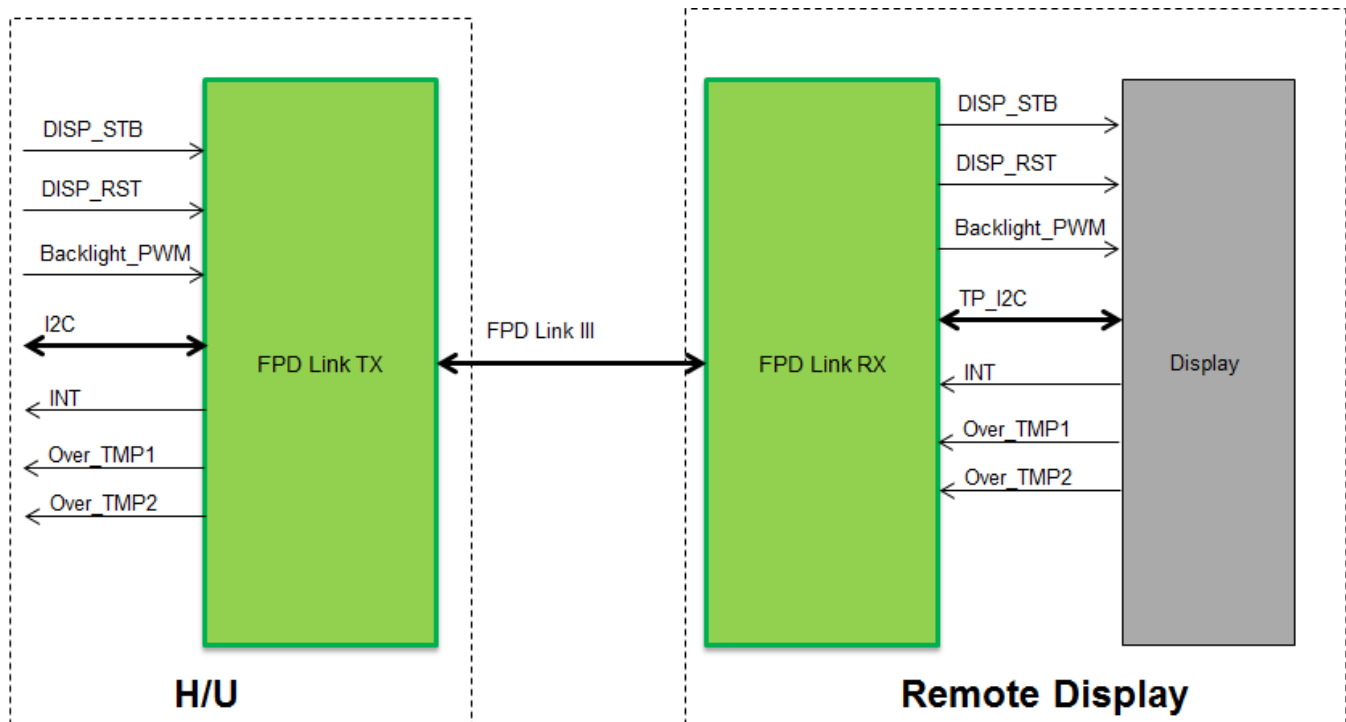 DISP_STB
DISP_RST
Backlight_PWM
I2C
INT
Over_TMP1
Over_TMP2
FPD Link TX
FPD Link III
FPD Link RX
DISP_STB
DISP_RST
Backlight_PWM
TP_I2C
INT
Over_TMP1
Over_TMP2
Display
H/U
Remote Display